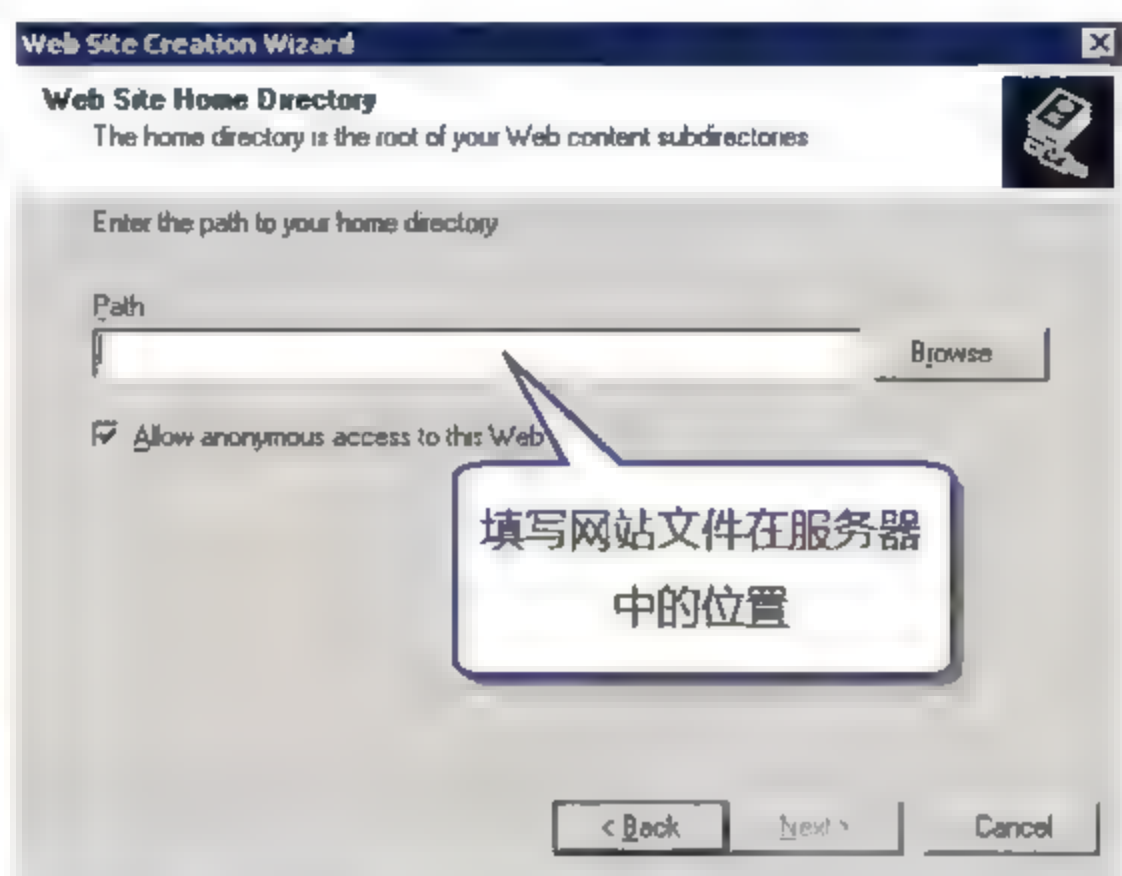 Web Site Creation Wizard
Web Site Home Directory
The home directory is the root of your Web content subdirectories
Enter the path to your home directory
Path
Browse
Allow anonymous access to this Web
填写网站文件在服务器
中的位置
< Back
Next >
Cancel